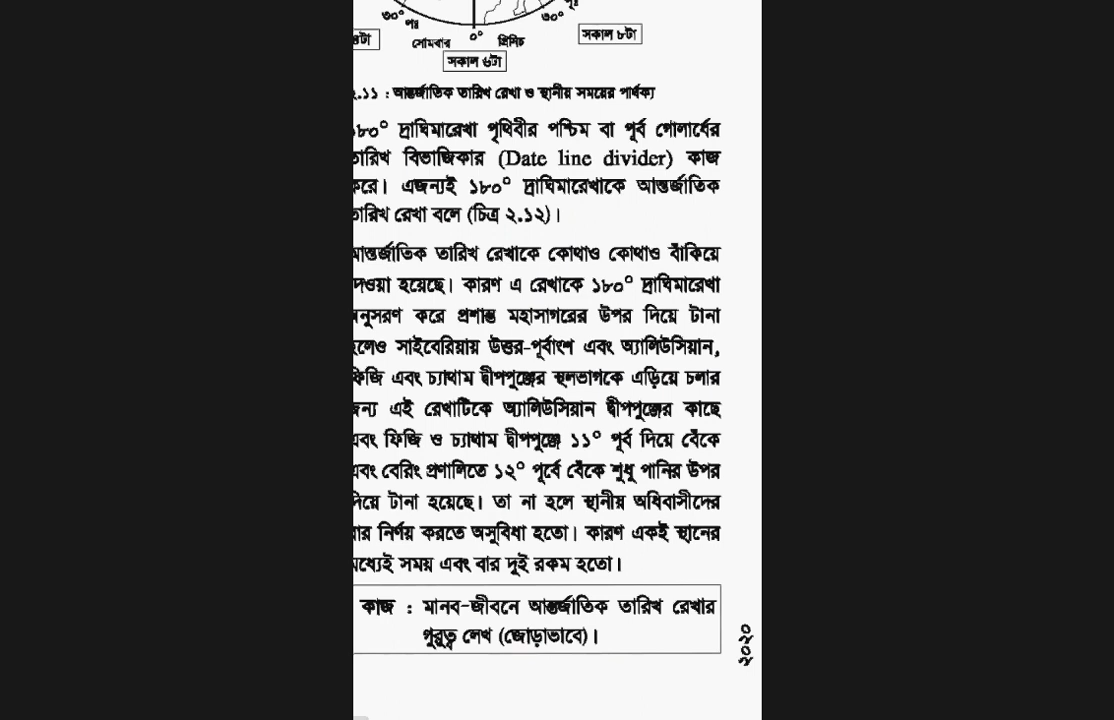 ৩০° পঃ
৩০° পূঃ
৪টা
সোমবার ০° গ্রিনিচ
সকাল ৮টা
সকাল ৬টা
২.১১ : আন্তর্জাতিক তারিখ রেখা ও স্থানীয় সময়ের পার্থক্য
১৮০° দ্রাঘিমারেখা পৃথিবীর পশ্চিম বা পূর্ব গোলার্ধের
তারিখ বিভাজিকার (Date line divider) কাজ
করে। এজন্যই ১৮০° দ্রাঘিমারেখাকে আন্তর্জাতিক
তারিখ রেখা বলে (চিত্র ২.১২)।
আন্তর্জাতিক তারিখ রেখাকে কোথাও কোথাও বাঁকিয়ে
দেওয়া হয়েছে। কারণ এ রেখাকে ১৮০° দ্রাঘিমারেখা
অনুসরণ করে প্রশান্ত মহাসাগরের উপর দিয়ে টানা
হলেও সাইবেরিয়ায় উত্তর-পূর্বাংশ এবং অ্যালিউসিয়ান,
ফিজি এবং চ্যাথাম দ্বীপপুঞ্জের স্থলভাগকে এড়িয়ে চলার
জন্য এই রেখাটিকে অ্যালিউসিয়ান দ্বীপপুঞ্জের কাছে
এবং ফিজি ও চ্যাথাম দ্বীপপুঞ্জে ১১° পূর্ব দিয়ে বেঁকে
এবং বেরিং প্রণালিতে ১২° পূর্বে বেঁকে শুধু পানির উপর
দিয়ে টানা হয়েছে। তা না হলে স্থানীয় অধিবাসীদের
বার নির্ণয় করতে অসুবিধা হতো। কারণ একই স্থানের
মধ্যেই সময় এবং বার দুই রকম হতো।
কাজ : মানব-জীবনে আন্তর্জাতিক তারিখ রেখার
গুরুত্ব লেখ (জোড়াভাবে)।
২০২০